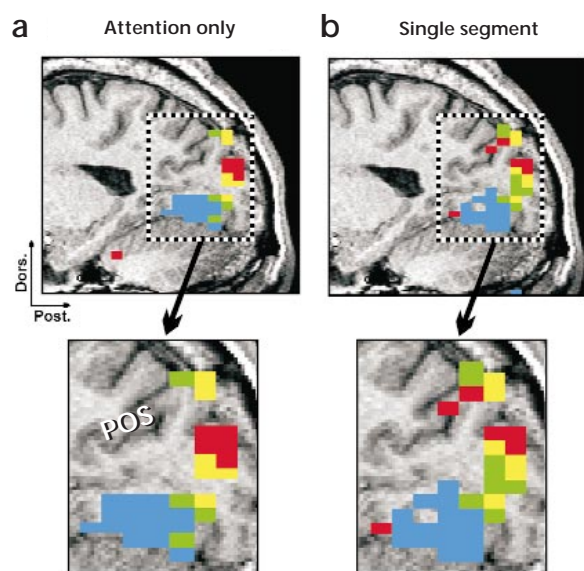 a Attention only
b Single segment
Dors.
Post.
POS